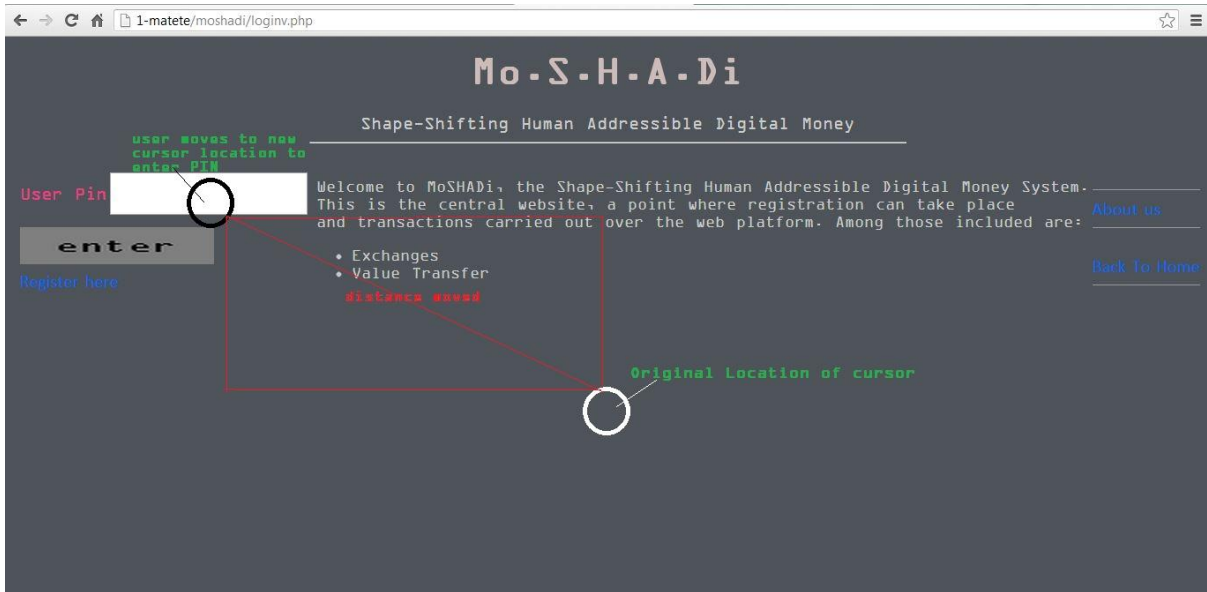 1-matete/moshadi/loginv.php
Mo.S.H.A.Di
Shape-Shifting Human Addressible Digital Money
user moves to new
cursor location to
enter PIN
User Pin
enter
Register here
Welcome to MoSHADi, the Shape-Shifting Human Addressible Digital Money System.
This is the central website, a point where registration can take place
and transactions carried out over the web platform. Among those included are:
• Exchanges
• Value Transfer
distance moved
Original Location of cursor
About us
Back To Home